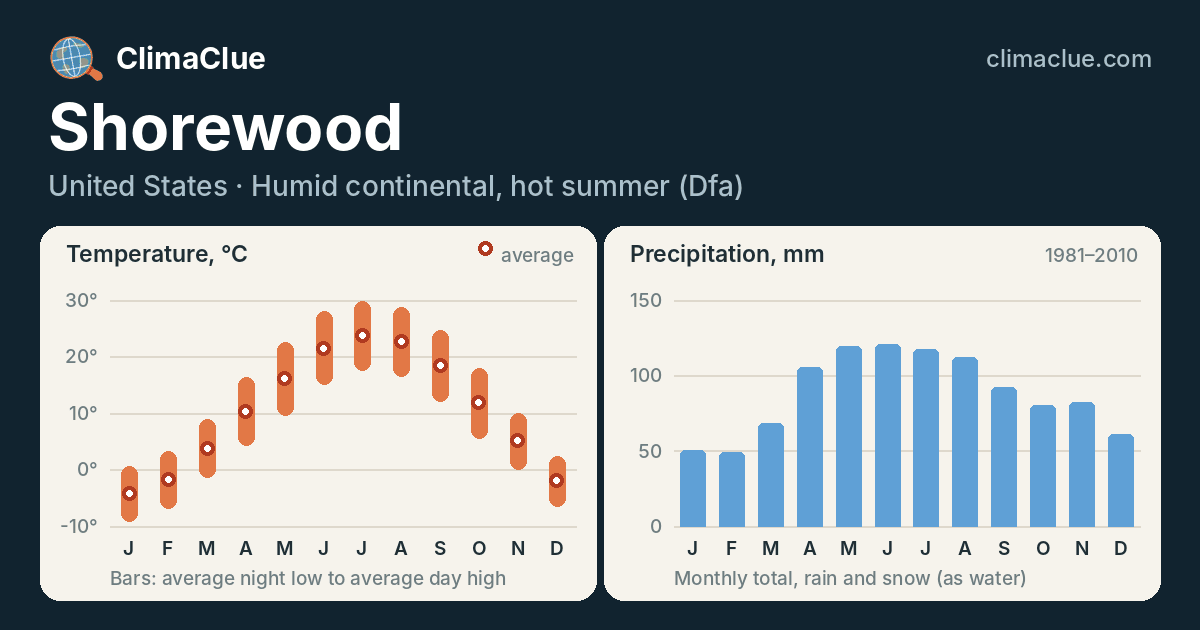 ClimaClue
climaclue.com
Shorewood
United States · Humid continental, hot summer (Dfa)
Temperature, °C
average
30°
20°
10°
0°
-10°
J F M A M J J A S O N D
Bars: average night low to average day high
Precipitation, mm
1981–2010
150
100
50
0
J F M A M J J A S O N D
Monthly total, rain and snow (as water)